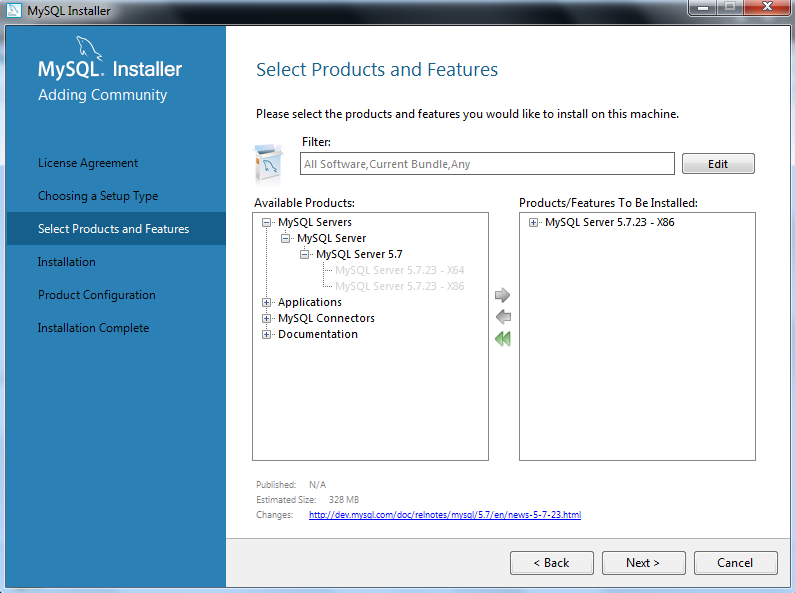 MySQL Installer
MySQL. Installer
Adding Community
License Agreement
Choosing a Setup Type
Select Products and Features
Installation
Product Configuration
Installation Complete
Select Products and Features
Please select the products and features you would like to install on this machine.
Filter:
All Software,Current Bundle,Any
Edit
Available Products:
MySQL Servers
MySQL Server
MySQL Server 5.7
MySQL Server 5.7.23 - X64
MySQL Server 5.7.23 - X86
Applications
MySQL Connectors
Documentation
Products/Features To Be Installed:
MySQL Server 5.7.23 - X86
Published: N/A
Estimated Size: 328 MB
Changes: http://dev.mysql.com/doc/relnotes/mysql/5.7/en/news-5-7-23.html
< Back
Next >
Cancel